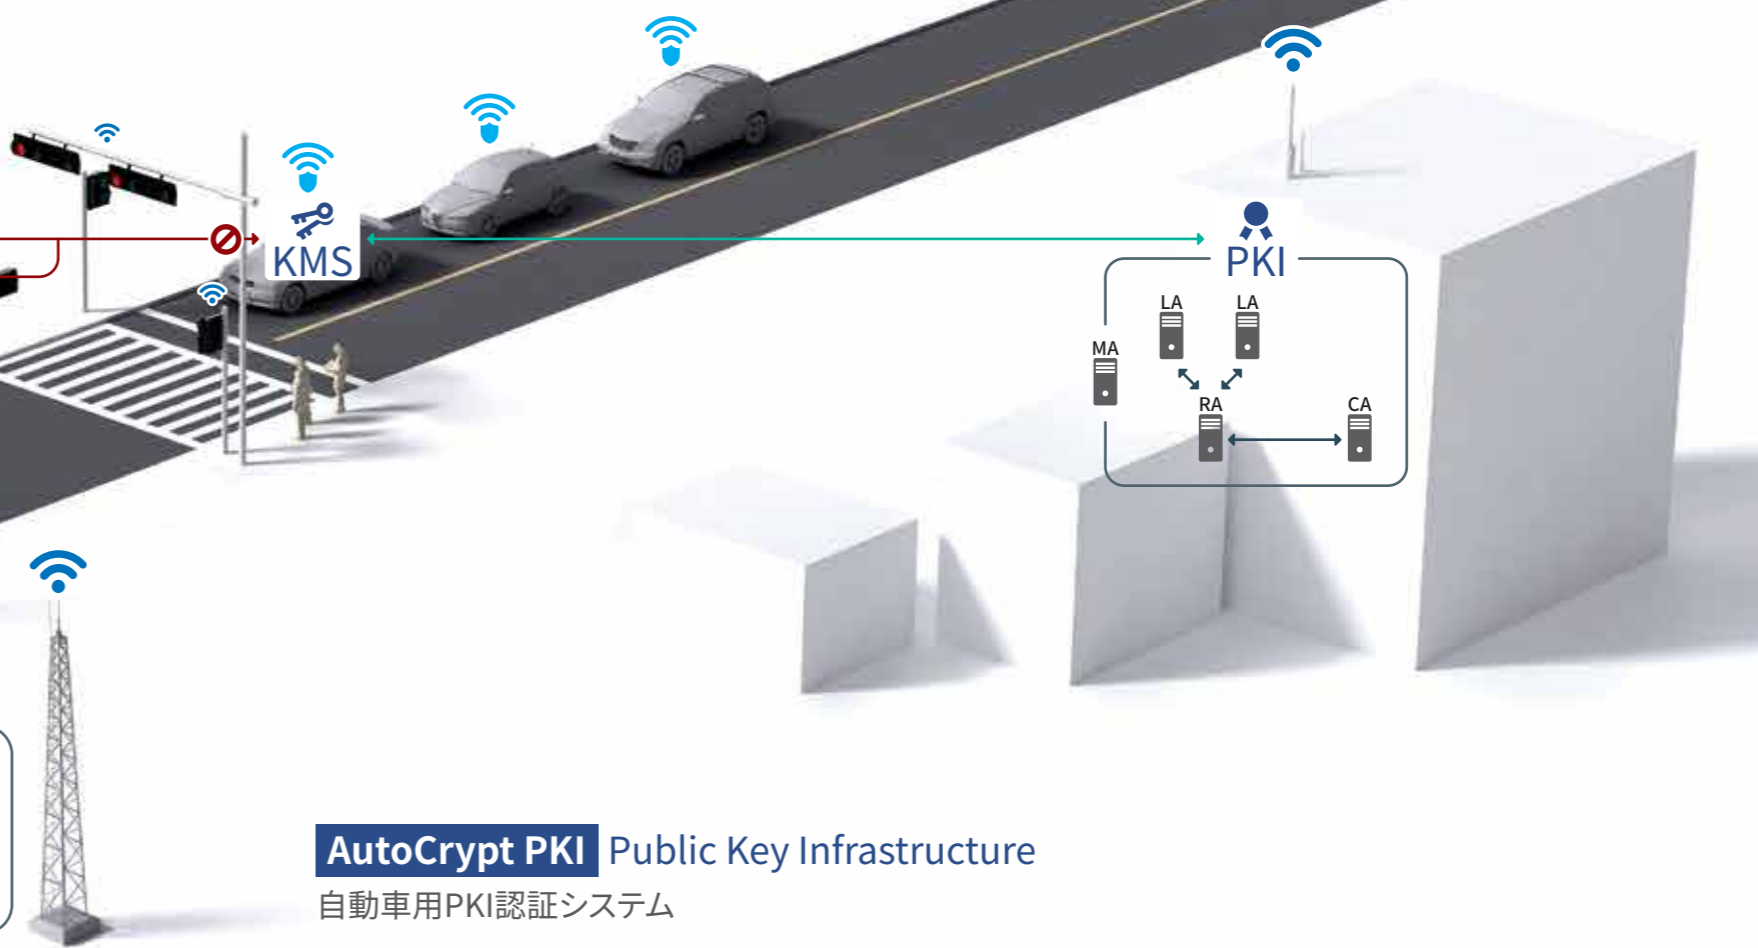 KMS
PKI
LA LA
MA
RA CA
AutoCrypt PKI Public Key Infrastructure
自動車用PKI認証システム